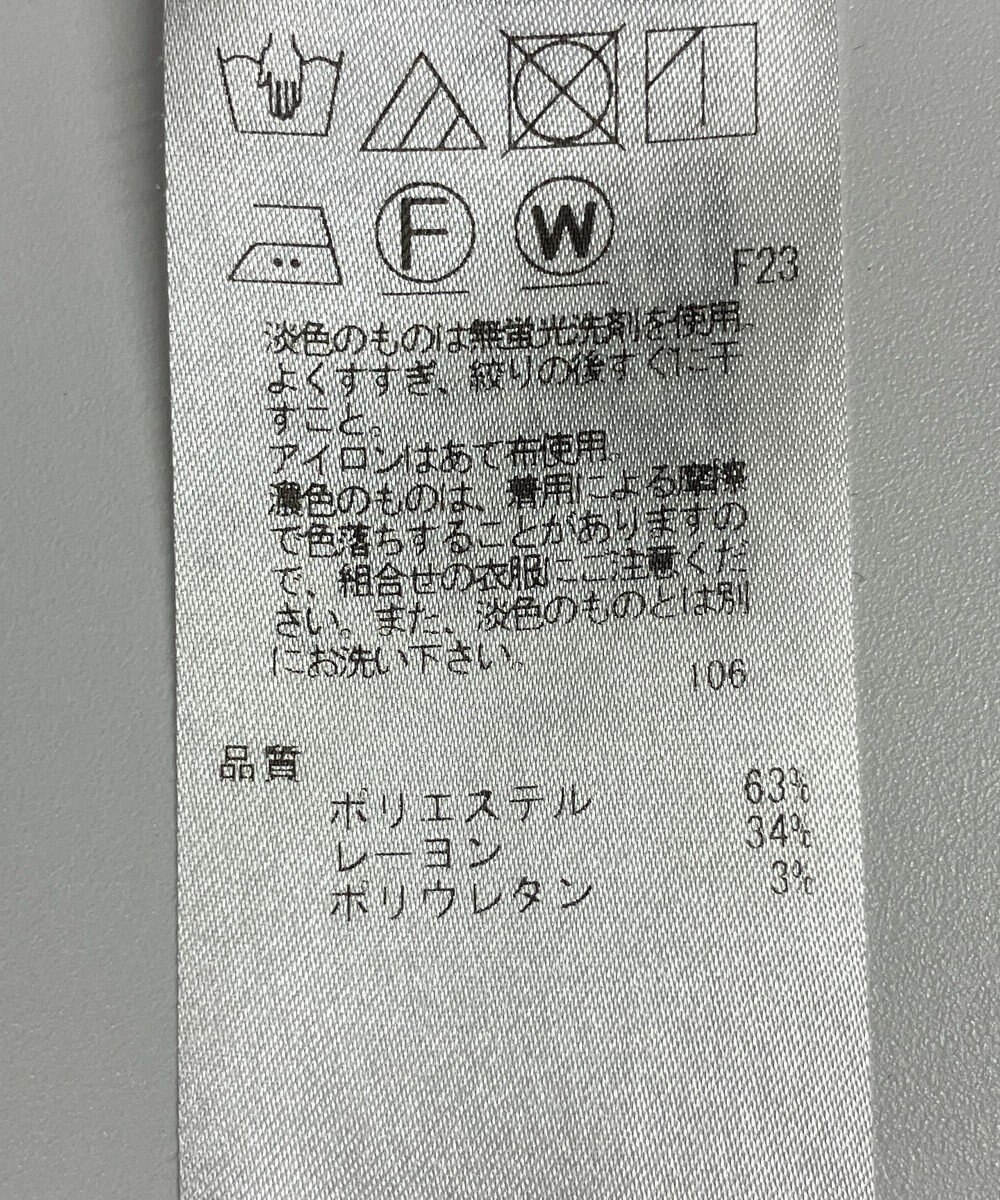 F W
F23
淡色のものは無蛍光洗剤を使用。
よくすすぎ、絞りの後すぐに干
すこと。
アイロンはあて布使用。
濃色のものは、着用による摩擦
で色落ちすることがありますの
で、組合せの衣服にご注意くだ
さい。また、淡色のものとは別
にお洗い下さい。
106
品質
ポリエステル 63%
レーヨン 34%
ポリウレタン 3%